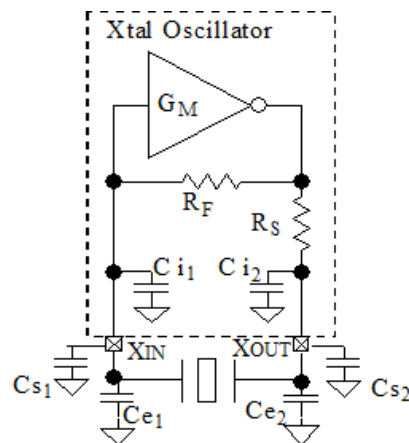 Xtal Oscillator
GM
RF
RS
Ci1 Ci2
XIN XOUT
Cs1 Cs2
Ce1 Ce2